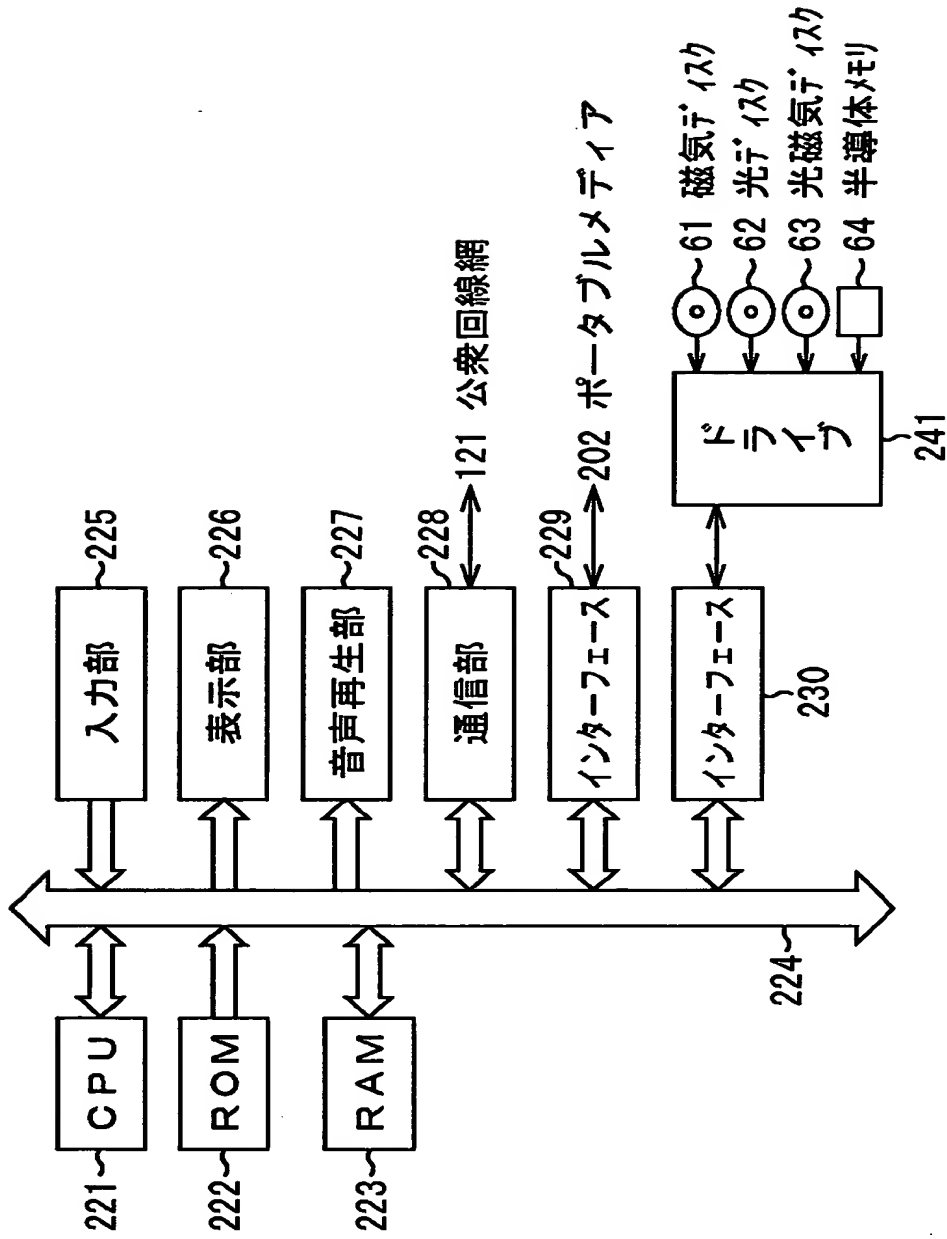 221 CPU
222 ROM
223 RAM
224
入力部 225
表示部 226
音声再生部 227
通信部 228
121 公衆回線網
インターフェース 229
202 ポータブルメディア
インターフェース 230
ドライブ 241
61 磁気ﾃﾞｨｽｸ
62 光ﾃﾞｨｽｸ
63 光磁気ﾃﾞｨｽｸ
64 半導体ﾒﾓﾘ